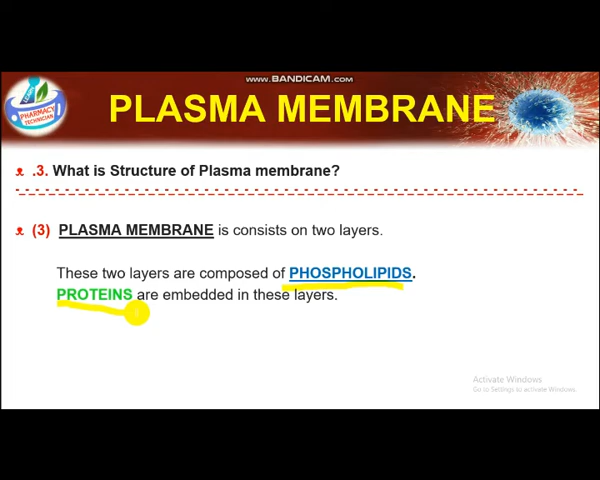 www.BANDICAM.com
PHARMACY
TECHNICIAN
PLASMA MEMBRANE
.3. What is Structure of Plasma membrane?
(3) PLASMA MEMBRANE is consists on two layers.
These two layers are composed of PHOSPHOLIPIDS.
PROTEINS are embedded in these layers.
Activate Windows
Go to Settings to activate Windows.